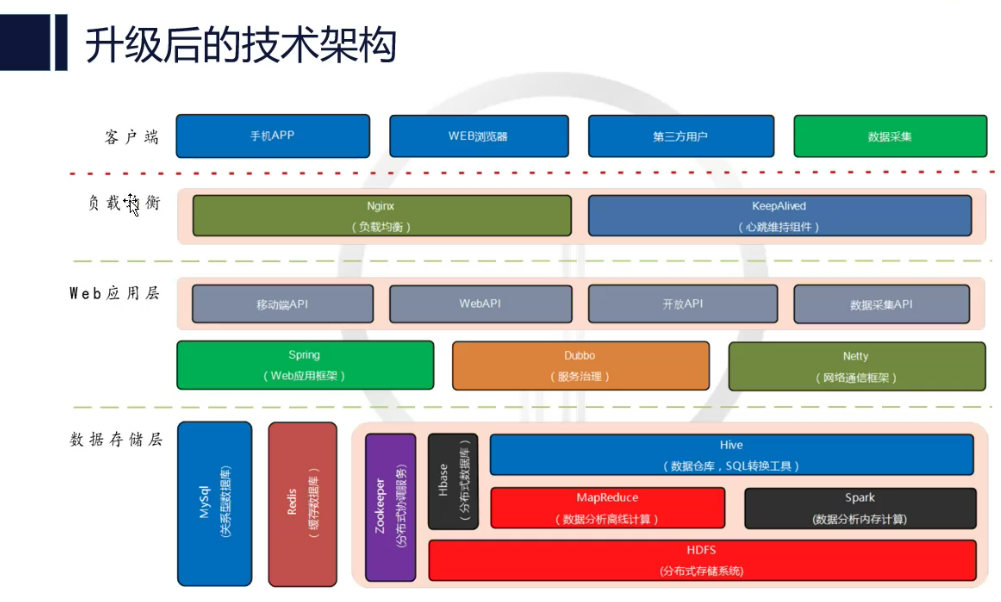 升级后的技术架构
客户端
手机APP
WEB浏览器
第三方用户
数据采集
负载均衡
Nginx
（负载均衡）
KeepAlived
（心跳维持组件）
Web应用层
移动端API
WebAPI
开放API
数据采集API
Spring
（Web应用框架）
Dubbo
（服务治理）
Netty
（网络通信框架）
数据存储层
MySql
(关系型数据库)
Redis
（缓存数据库）
Zookeeper
(分布式协调服务)
Hbase
（分布式数据库）
Hive
（数据仓库，SQL转换工具）
MapReduce
（数据分析离线计算）
Spark
(数据分析内存计算)
HDFS
(分布式存储系统)